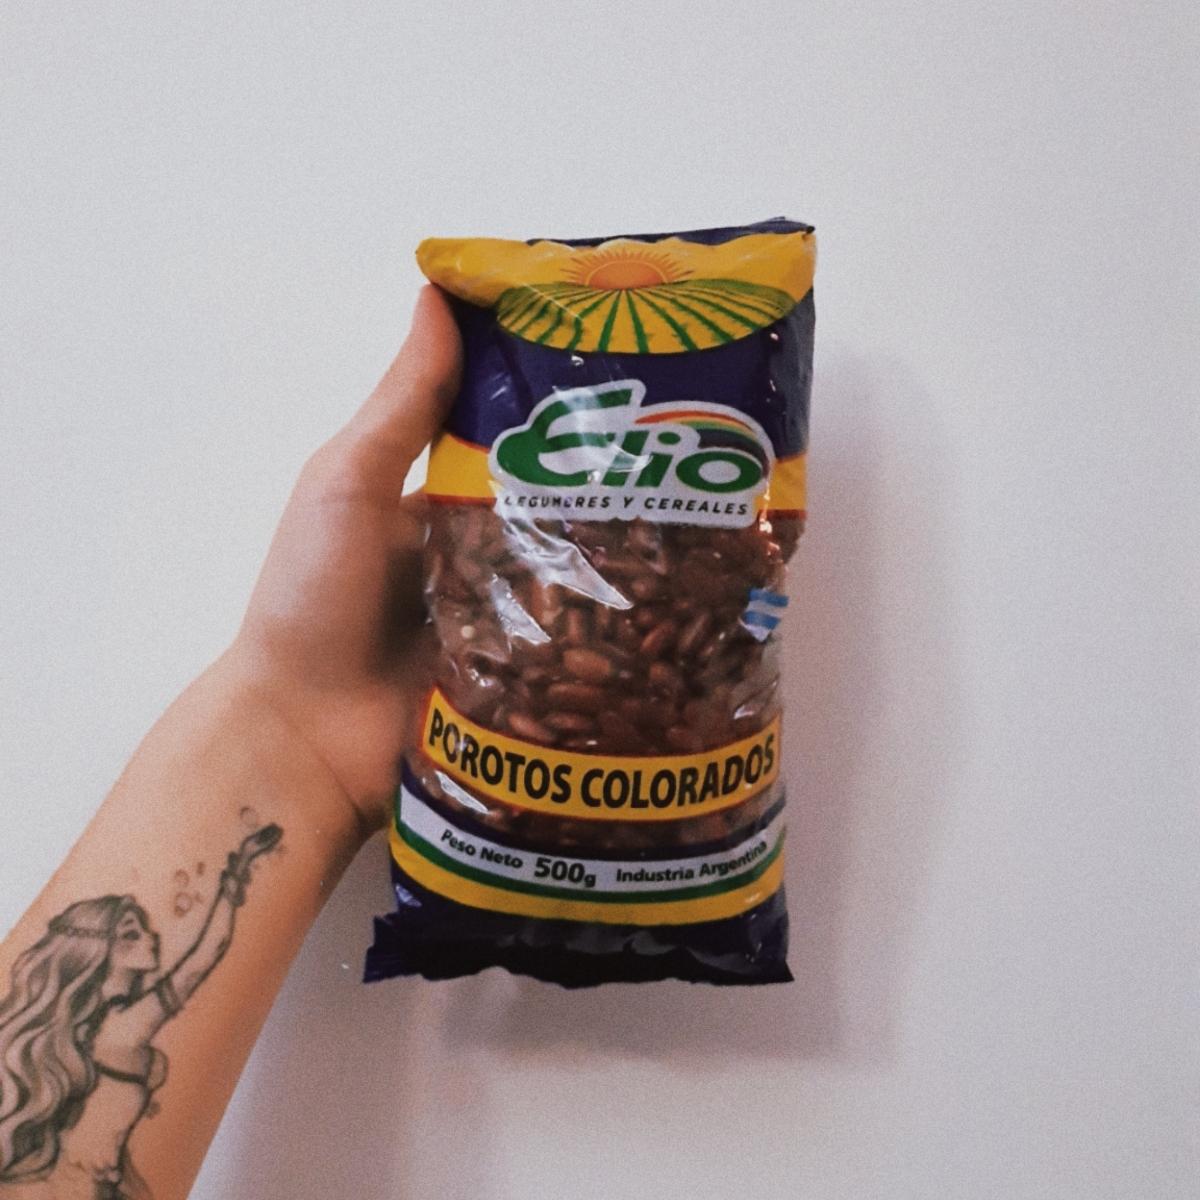 Elio
LEGUMBRES Y CEREALES
POROTOS COLORADOS
Peso Neto 500g Industria Argentina